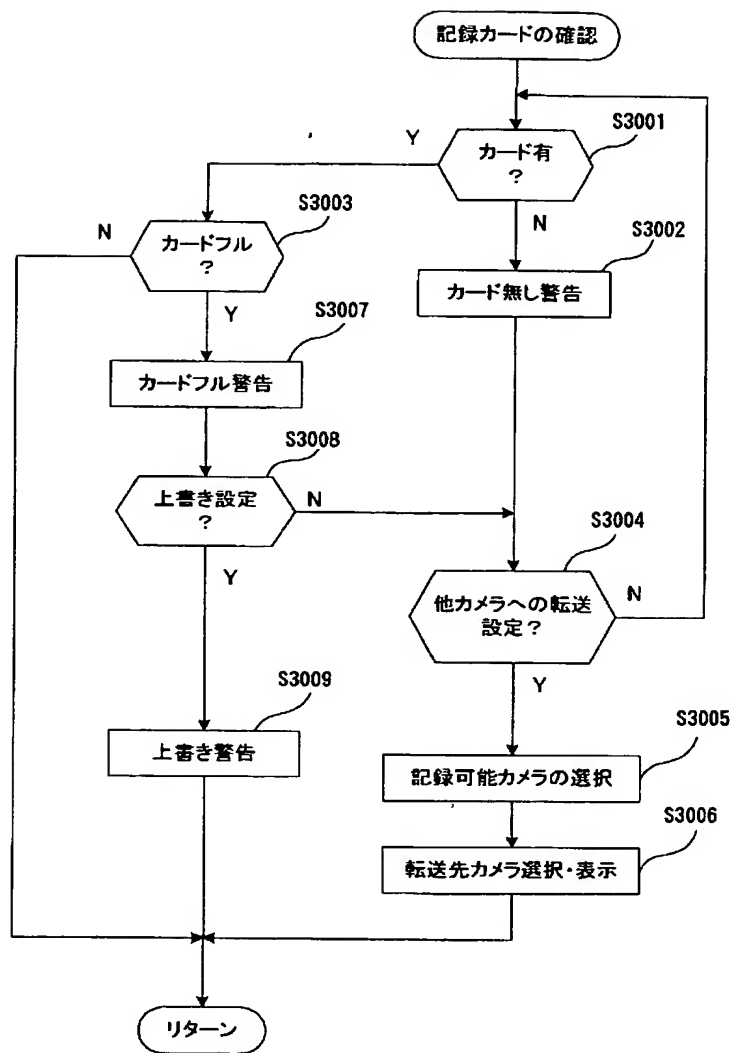 記録カードの確認
S3001
カード有
?
Y
N
S3003
カードフル
?
N
Y
S3002
カード無し警告
S3007
カードフル警告
S3008
上書き設定
?
N
Y
S3004
他カメラへの転送
設定?
N
Y
S3009
上書き警告
S3005
記録可能カメラの選択
S3006
転送先カメラ選択・表示
リターン